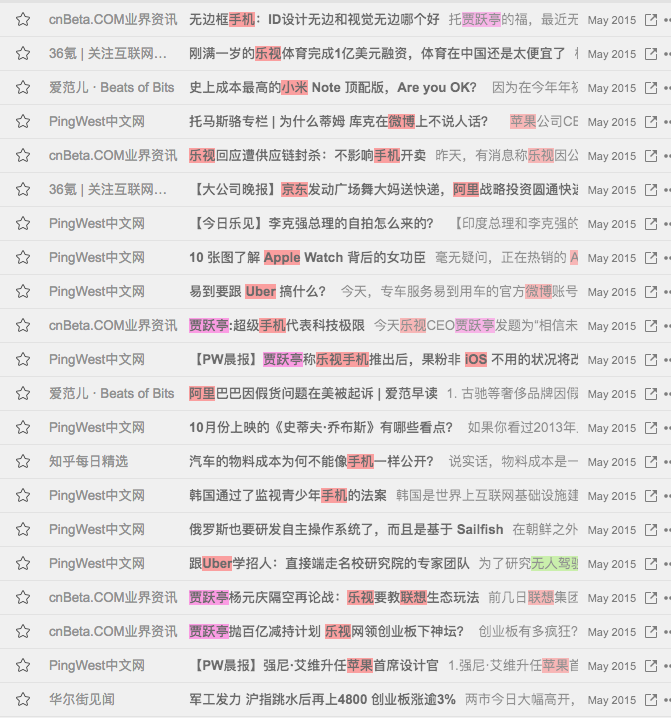 cnBeta.COM业界资讯 无边框手机：ID设计无边和视觉无边哪个好 托贾跃亭的福，最近无 May 2015
36氪 | 关注互联网… 刚满一岁的乐视体育完成1亿美元融资，体育在中国还是太便宜了 May 2015
爱范儿 · Beats of Bits 史上成本最高的小米 Note 顶配版，Are you OK? 因为在今年年初 May 2015
PingWest中文网 托马斯骆专栏 | 为什么蒂姆 库克在微博上不说人话？ 苹果公司CE May 2015
cnBeta.COM业界资讯 乐视回应遭供应链封杀：不影响手机开卖 昨天，有消息称乐视因公 May 2015
36氪 | 关注互联网… 【大公司晚报】京东发动广场舞大妈送快递，阿里战略投资圆通快递 May 2015
PingWest中文网 【今日乐见】李克强总理的自拍怎么来的？ 【印度总理和李克强的 May 2015
PingWest中文网 10 张图了解 Apple Watch 背后的女功臣 毫无疑问，正在热销的 A May 2015
PingWest中文网 易到要跟 Uber 搞什么？ 今天，专车服务易到用车的官方微博账号 May 2015
cnBeta.COM业界资讯 贾跃亭:超级手机代表科技极限 今天乐视CEO贾跃亭发题为"相信未 May 2015
PingWest中文网 【PW晨报】贾跃亭称乐视手机推出后，果粉非 iOS 不用的状况将改 May 2015
爱范儿 · Beats of Bits 阿里巴巴因假货问题在美被起诉 | 爱范早读 1. 古驰等奢侈品牌因假 May 2015
PingWest中文网 10月份上映的《史蒂夫·乔布斯》有哪些看点？ 如果你看过2013年 May 2015
知乎每日精选 汽车的物料成本为何不能像手机一样公开？ 说实话，物料成本是一 May 2015
PingWest中文网 韩国通过了监视青少年手机的法案 韩国是世界上互联网基础设施建 May 2015
PingWest中文网 俄罗斯也要研发自主操作系统了，而且是基于 Sailfish 在朝鲜之外 May 2015
PingWest中文网 跟Uber学招人：直接端走名校研究院的专家团队 为了研究无人驾驶 May 2015
cnBeta.COM业界资讯 贾跃亭杨元庆隔空再论战：乐视要教联想生态玩法 前几日联想集团 May 2015
cnBeta.COM业界资讯 贾跃亭抛百亿减持计划 乐视网领创业板下神坛？ 创业板有多疯狂？ May 2015
PingWest中文网 【PW晨报】强尼·艾维升任苹果首席设计官 1.强尼·艾维升任苹果首 May 2015
华尔街见闻 军工发力 沪指跳水后再上4800 创业板涨逾3% 两市今日大幅高开， May 2015